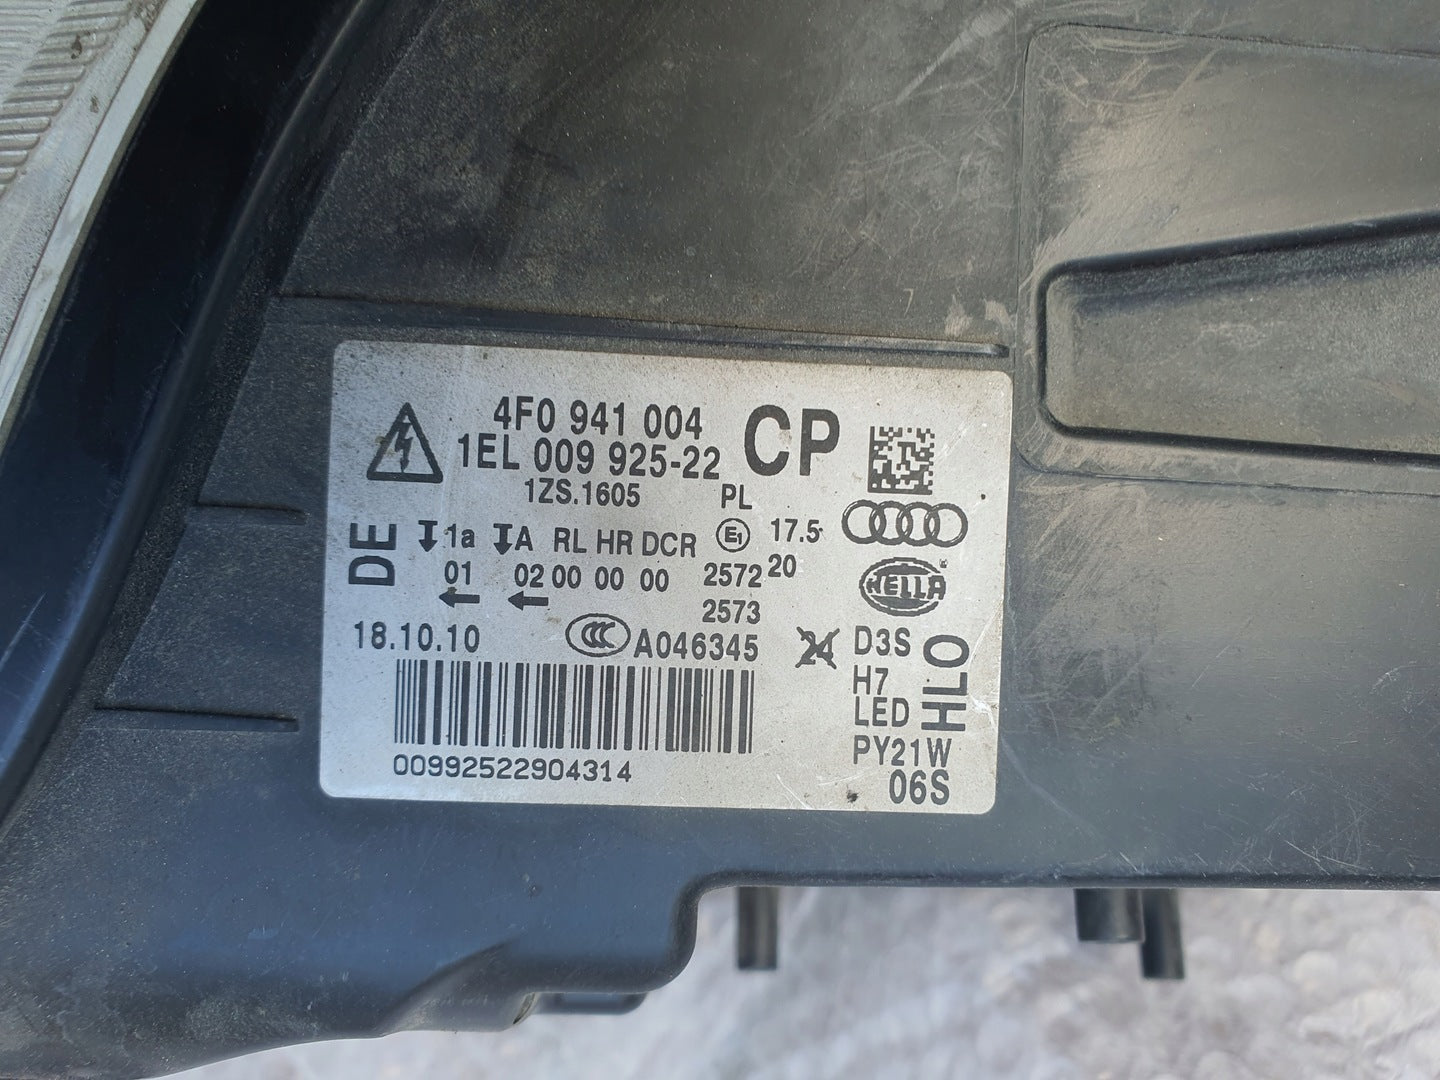 4F0 941 004 CP
1EL 009 925-22
1ZS.1605 PL
DE 1a A RL HR DCR E1 17.5
01 02 00 00 00 2572 20
HELLA
2573
18.10.10 CCC A046345 24 D3S
H7
LED
HLO
PY21W
00992522904314 06S